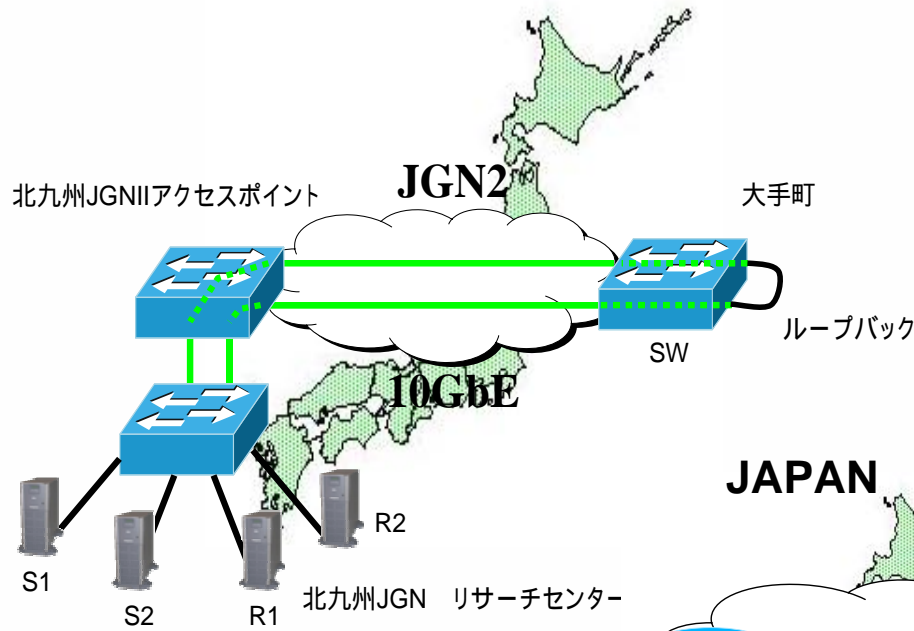 JGN2
北九州JGNIIアクセスポイント
大手町
ループバック
SW
10GbE
JAPAN
R2
S1
S2
R1
北九州JGN リサーチセンター